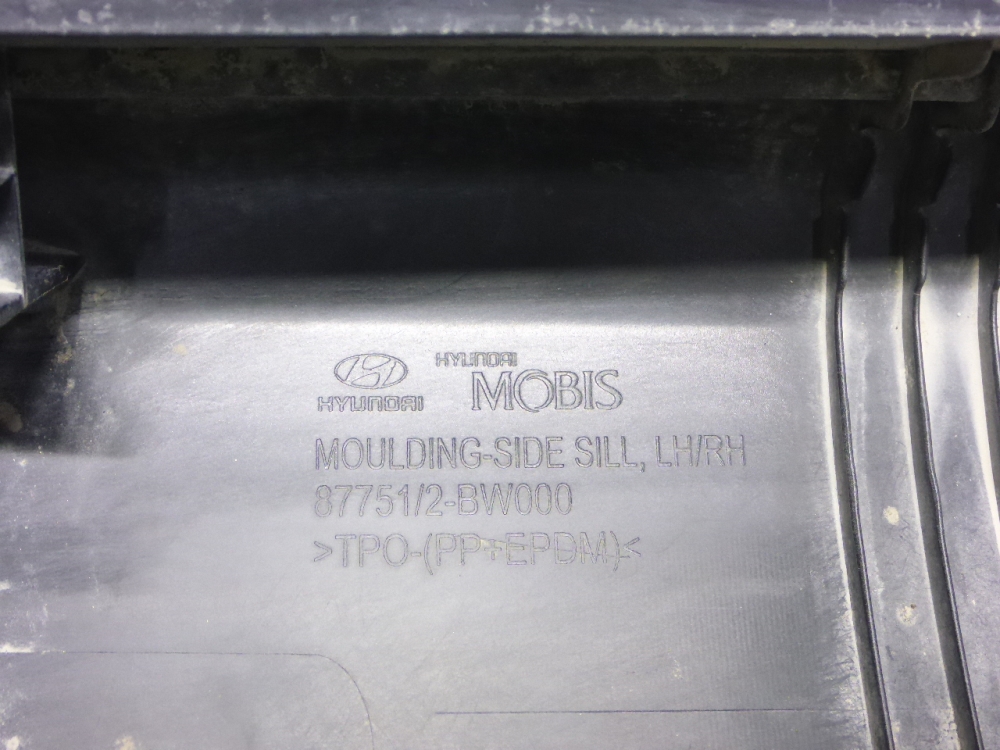 HYUNDAI
HYUNDAI
MOBIS
MOULDING-SIDE SILL, LH/RH
87751/2-BW000
>TPO-(PP+EPDM)<